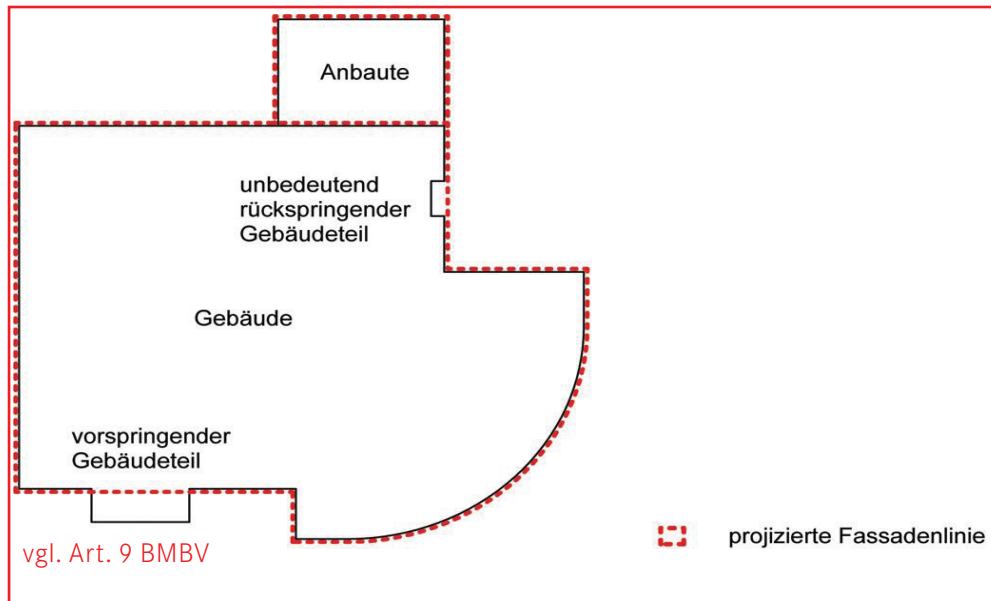 Anbaute
unbedeutend
rückspringender
Gebäudeteil
Gebäude
vorspringender
Gebäudeteil
vgl. Art. 9 BMBV
projizierte Fassadenlinie